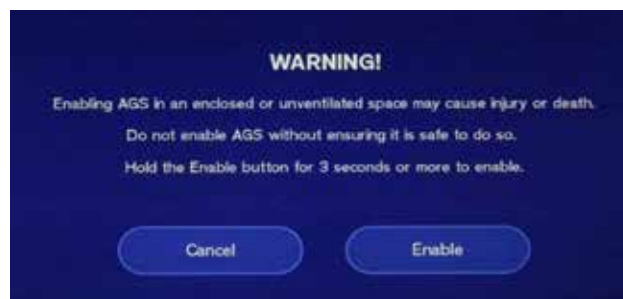 WARNING!
Enabling AGS in an enclosed or unventilated space may cause injury or death.
Do not enable AGS without ensuring it is safe to do so.
Hold the Enable button for 3 seconds or more to enable.
Cancel
Enable